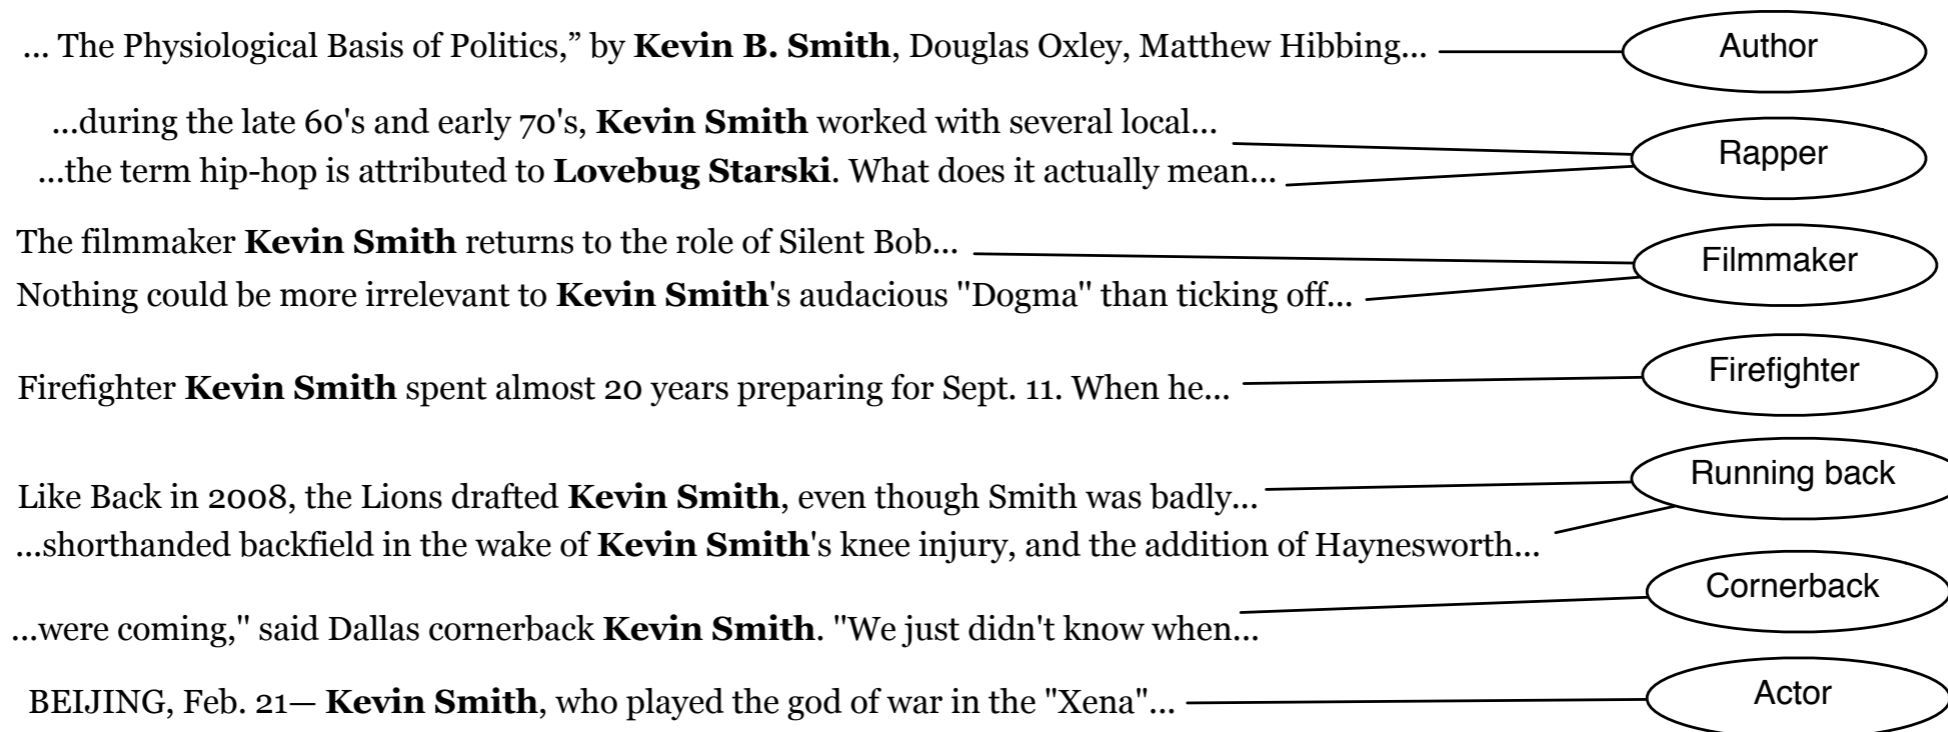 ... The Physiological Basis of Politics,” by Kevin B. Smith, Douglas Oxley, Matthew Hibbing...
Author
...during the late 60's and early 70's, Kevin Smith worked with several local...
Rapper
...the term hip-hop is attributed to Lovebug Starski. What does it actually mean...
The filmmaker Kevin Smith returns to the role of Silent Bob...
Filmmaker
Nothing could be more irrelevant to Kevin Smith's audacious "Dogma" than ticking off...
Firefighter Kevin Smith spent almost 20 years preparing for Sept. 11. When he...
Firefighter
Like Back in 2008, the Lions drafted Kevin Smith, even though Smith was badly...
Running back
...shorthanded backfield in the wake of Kevin Smith's knee injury, and the addition of Haynesworth...
Cornerback
...were coming," said Dallas cornerback Kevin Smith. "We just didn't know when...
BEIJING, Feb. 21— Kevin Smith, who played the god of war in the "Xena"...
Actor